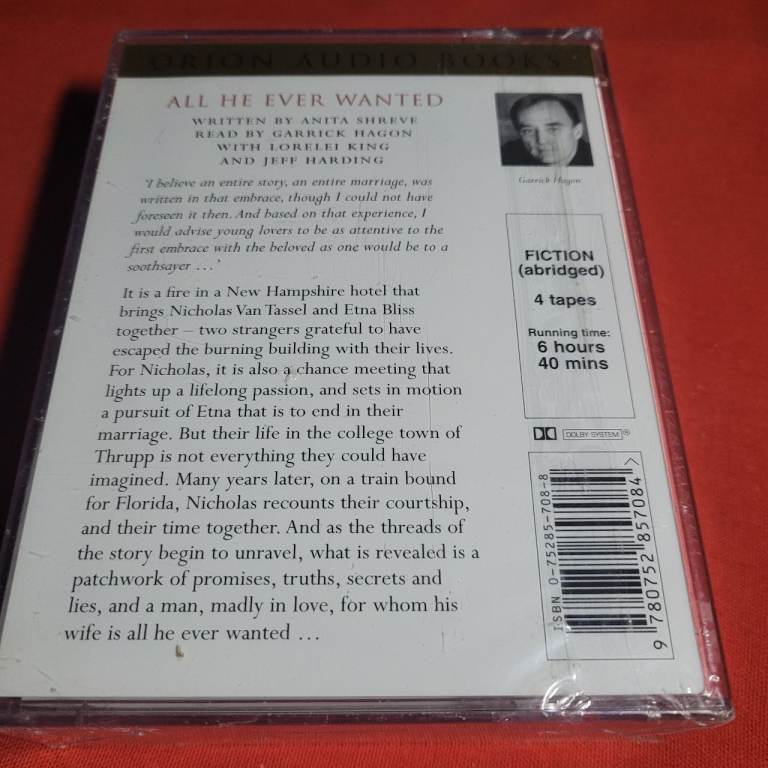 ORION AUDIO BOOKS
ALL HE EVER WANTED
WRITTEN BY ANITA SHREVE
READ BY GARRICK HAGON
WITH LORELEI KING
AND JEFF HARDING
'I believe an entire story, an entire marriage, was
written in that embrace, though I could not have
foreseen it then. And based on that experience, I
would advise young lovers to be as attentive to the
first embrace with the beloved as one would be to a
soothsayer ...'
It is a fire in a New Hampshire hotel that
brings Nicholas Van Tassel and Etna Bliss
together – two strangers grateful to have
escaped the burning building with their lives.
For Nicholas, it is also a chance meeting that
lights up a lifelong passion, and sets in motion
a pursuit of Etna that is to end in their
marriage. But their life in the college town of
Thrupp is not everything they could have
imagined. Many years later, on a train bound
for Florida, Nicholas recounts their courtship,
and their time together. And as the threads of
the story begin to unravel, what is revealed is a
patchwork of promises, truths, secrets and
lies, and a man, madly in love, for whom his
wife is all he ever wanted ...
Garrick Hagon
FICTION
(abridged)
4 tapes
Running time:
6 hours
40 mins
DOLBY SYSTEM®
ISBN 0-75285-708-8
9 780752 857084 >